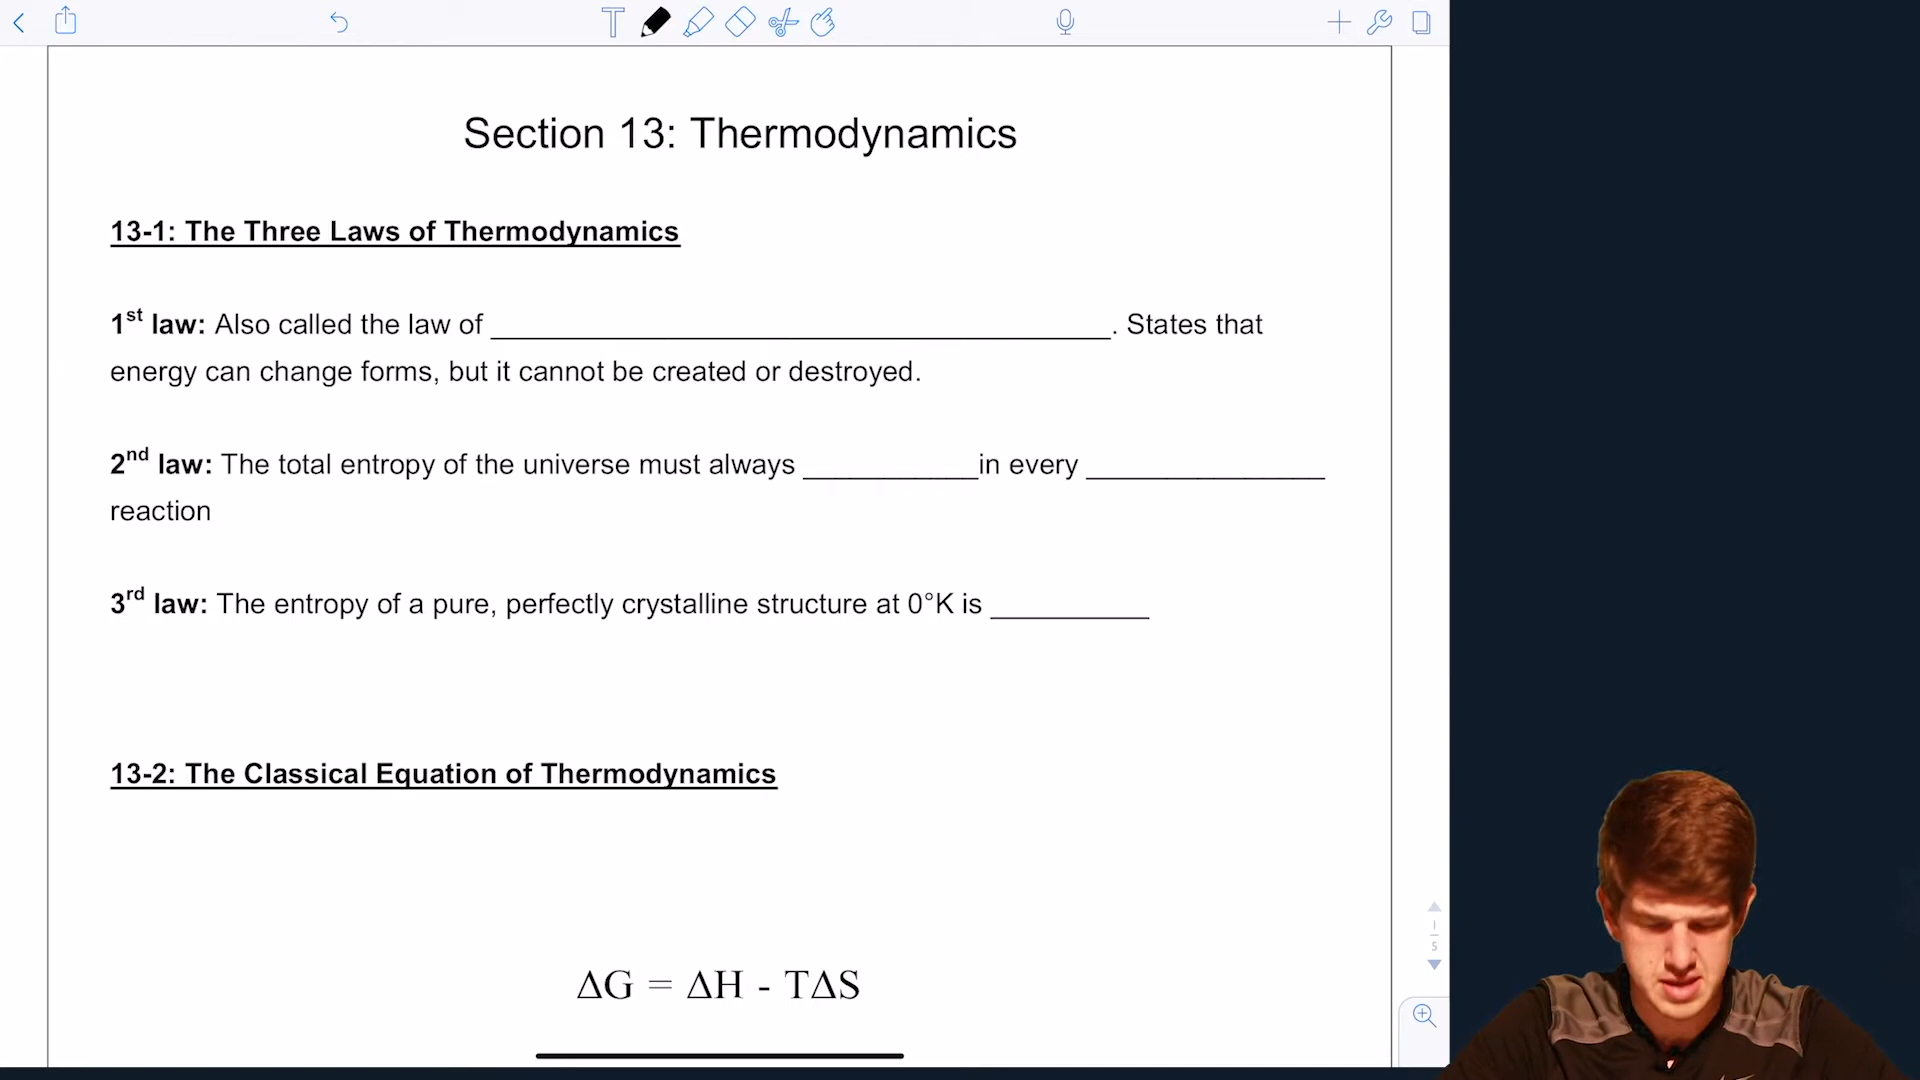 Section 13: Thermodynamics
13-1: The Three Laws of Thermodynamics
1st law: Also called the law of _______________________________________. States that
energy can change forms, but it cannot be created or destroyed.
2nd law: The total entropy of the universe must always ___________in every _______________
reaction
3rd law: The entropy of a pure, perfectly crystalline structure at 0°K is __________
13-2: The Classical Equation of Thermodynamics
ΔG = ΔH - TΔS
1
5